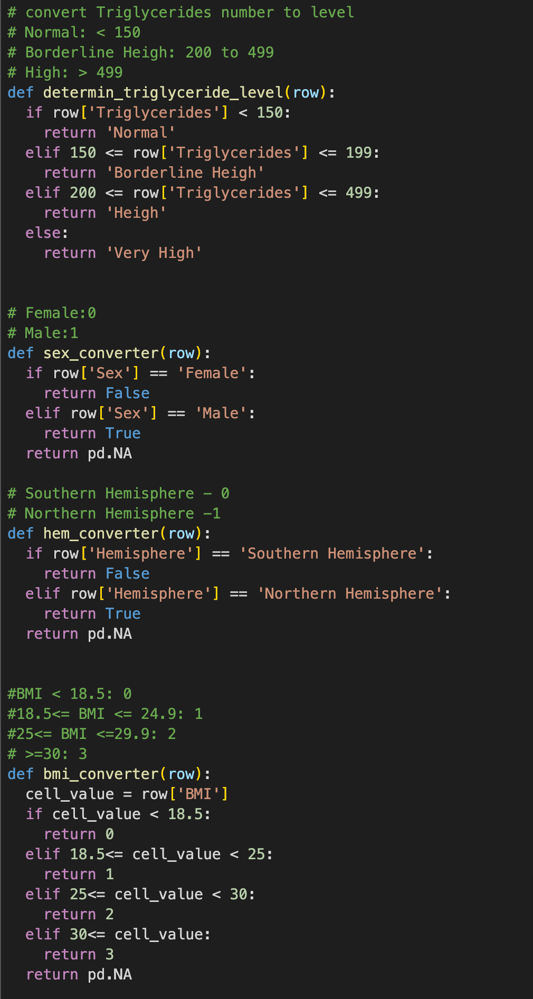 # convert Triglycerides number to level
# Normal: < 150
# Borderline Heigh: 200 to 499
# High: > 499
def determin_triglyceride_level(row):
  if row['Triglycerides'] < 150:
    return 'Normal'
  elif 150 <= row['Triglycerides'] <= 199:
    return 'Borderline Heigh'
  elif 200 <= row['Triglycerides'] <= 499:
    return 'Heigh'
  else:
    return 'Very High'
# Female:0
# Male:1
def sex_converter(row):
  if row['Sex'] == 'Female':
    return False
  elif row['Sex'] == 'Male':
    return True
  return pd.NA
# Southern Hemisphere - 0
# Northern Hemisphere -1
def hem_converter(row):
  if row['Hemisphere'] == 'Southern Hemisphere':
    return False
  elif row['Hemisphere'] == 'Northern Hemisphere':
    return True
  return pd.NA
#BMI < 18.5: 0
#18.5<= BMI <= 24.9: 1
#25<= BMI <=29.9: 2
# >=30: 3
def bmi_converter(row):
  cell_value = row['BMI']
  if cell_value < 18.5:
    return 0
  elif 18.5<= cell_value < 25:
    return 1
  elif 25<= cell_value < 30:
    return 2
  elif 30<= cell_value:
    return 3
  return pd.NA